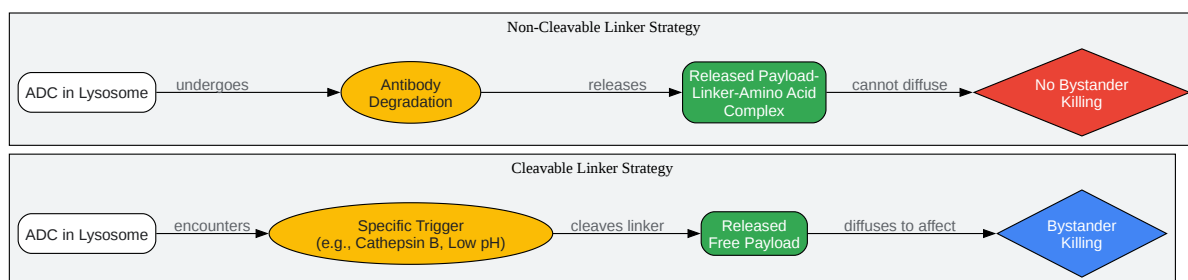 Non-Cleavable Linker Strategy
ADC in Lysosome
undergoes
Antibody
Degradation
releases
Released Payload-
Linker-Amino Acid
Complex
cannot diffuse
No Bystander
Killing
Cleavable Linker Strategy
ADC in Lysosome
encounters
Specific Trigger
(e.g., Cathepsin B, Low pH)
cleaves linker
Released
Free Payload
diffuses to affect
Bystander
Killing